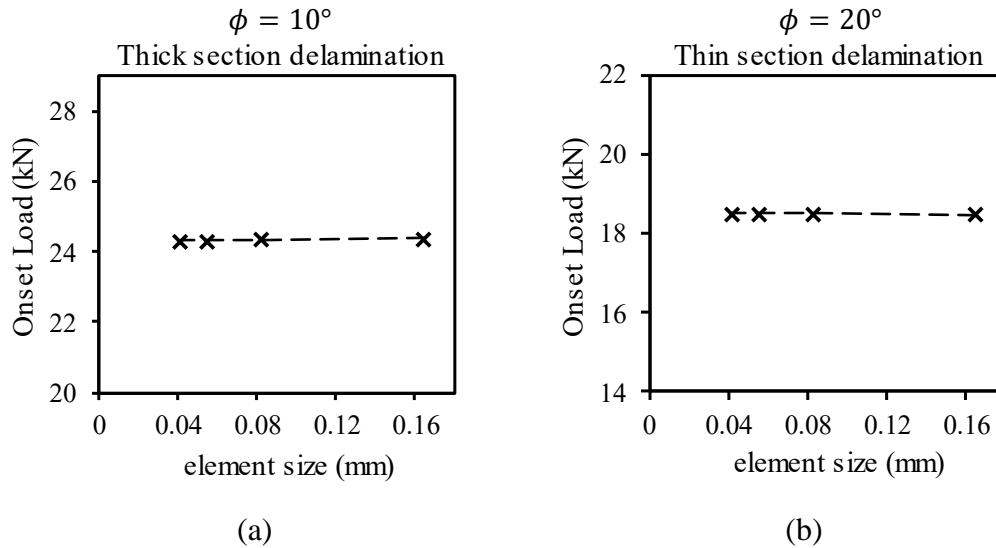 ϕ = 10°
Thick section delamination
28
26
24
22
20
Onset Load (kN)
0 0.04 0.08 0.12 0.16
element size (mm)
(a)
ϕ = 20°
Thin section delamination
22
20
18
16
14
Onset Load (kN)
0 0.04 0.08 0.12 0.16
element size (mm)
(b)